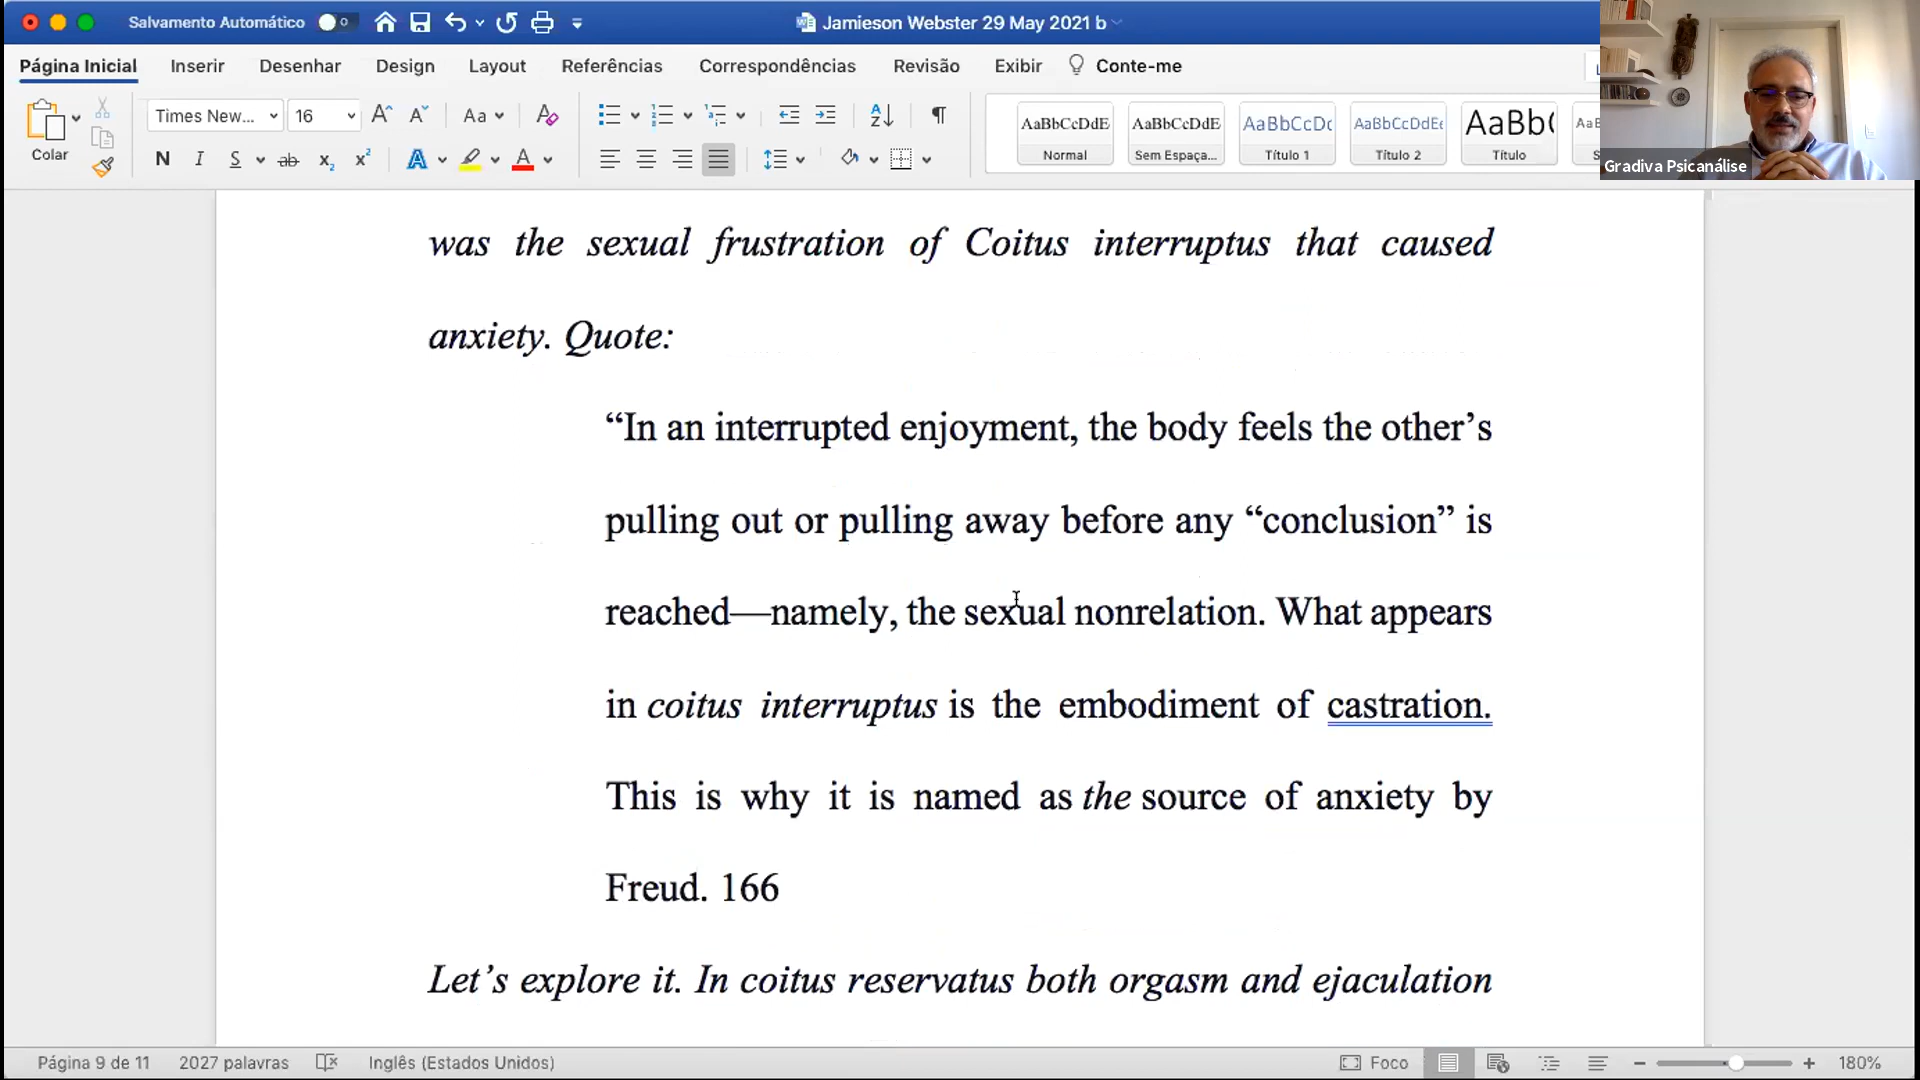 Salvamento Automático
Jamieson Webster 29 May 2021 b
Página Inicial Inserir Desenhar Design Layout Referências Correspondências Revisão Exibir Conte-me
Gradiva Psicanálise
Colar
Times New... 16 Aa
AaBbCcDdE AaBbCcDdE AaBbCcDc AaBbCcDdEe AaBb(
Normal Sem Espaça... Título 1 Título 2 Título
N I S ab x₂ x² A A
was the sexual frustration of Coitus interruptus that caused
anxiety. Quote:
“In an interrupted enjoyment, the body feels the other’s
pulling out or pulling away before any “conclusion” is
reached—namely, the sexual nonrelation. What appears
in coitus interruptus is the embodiment of castration.
This is why it is named as the source of anxiety by
Freud. 166
Let’s explore it. In coitus reservatus both orgasm and ejaculation
Página 9 de 11 2027 palavras Inglês (Estados Unidos) Foco 180%